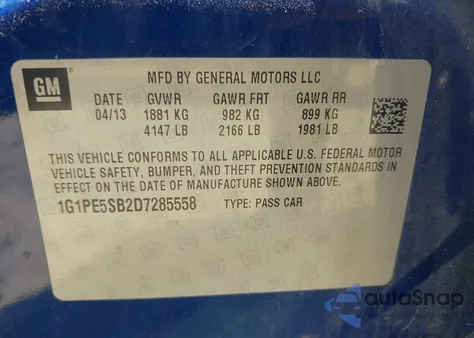 GM
MFD BY GENERAL MOTORS LLC
DATE GVWR GAWR FRT GAWR RR
04/13 1881 KG 982 KG 899 KG
4147 LB 2166 LB 1981 LB
THIS VEHICLE CONFORMS TO ALL APPLICABLE U.S. FEDERAL MOTOR
VEHICLE SAFETY, BUMPER, AND THEFT PREVENTION STANDARDS
IN EFFECT ON THE DATE OF MANUFACTURE SHOWN ABOVE.
1G1PE5SB2D7285558 TYPE: PASS CAR
autoSnap